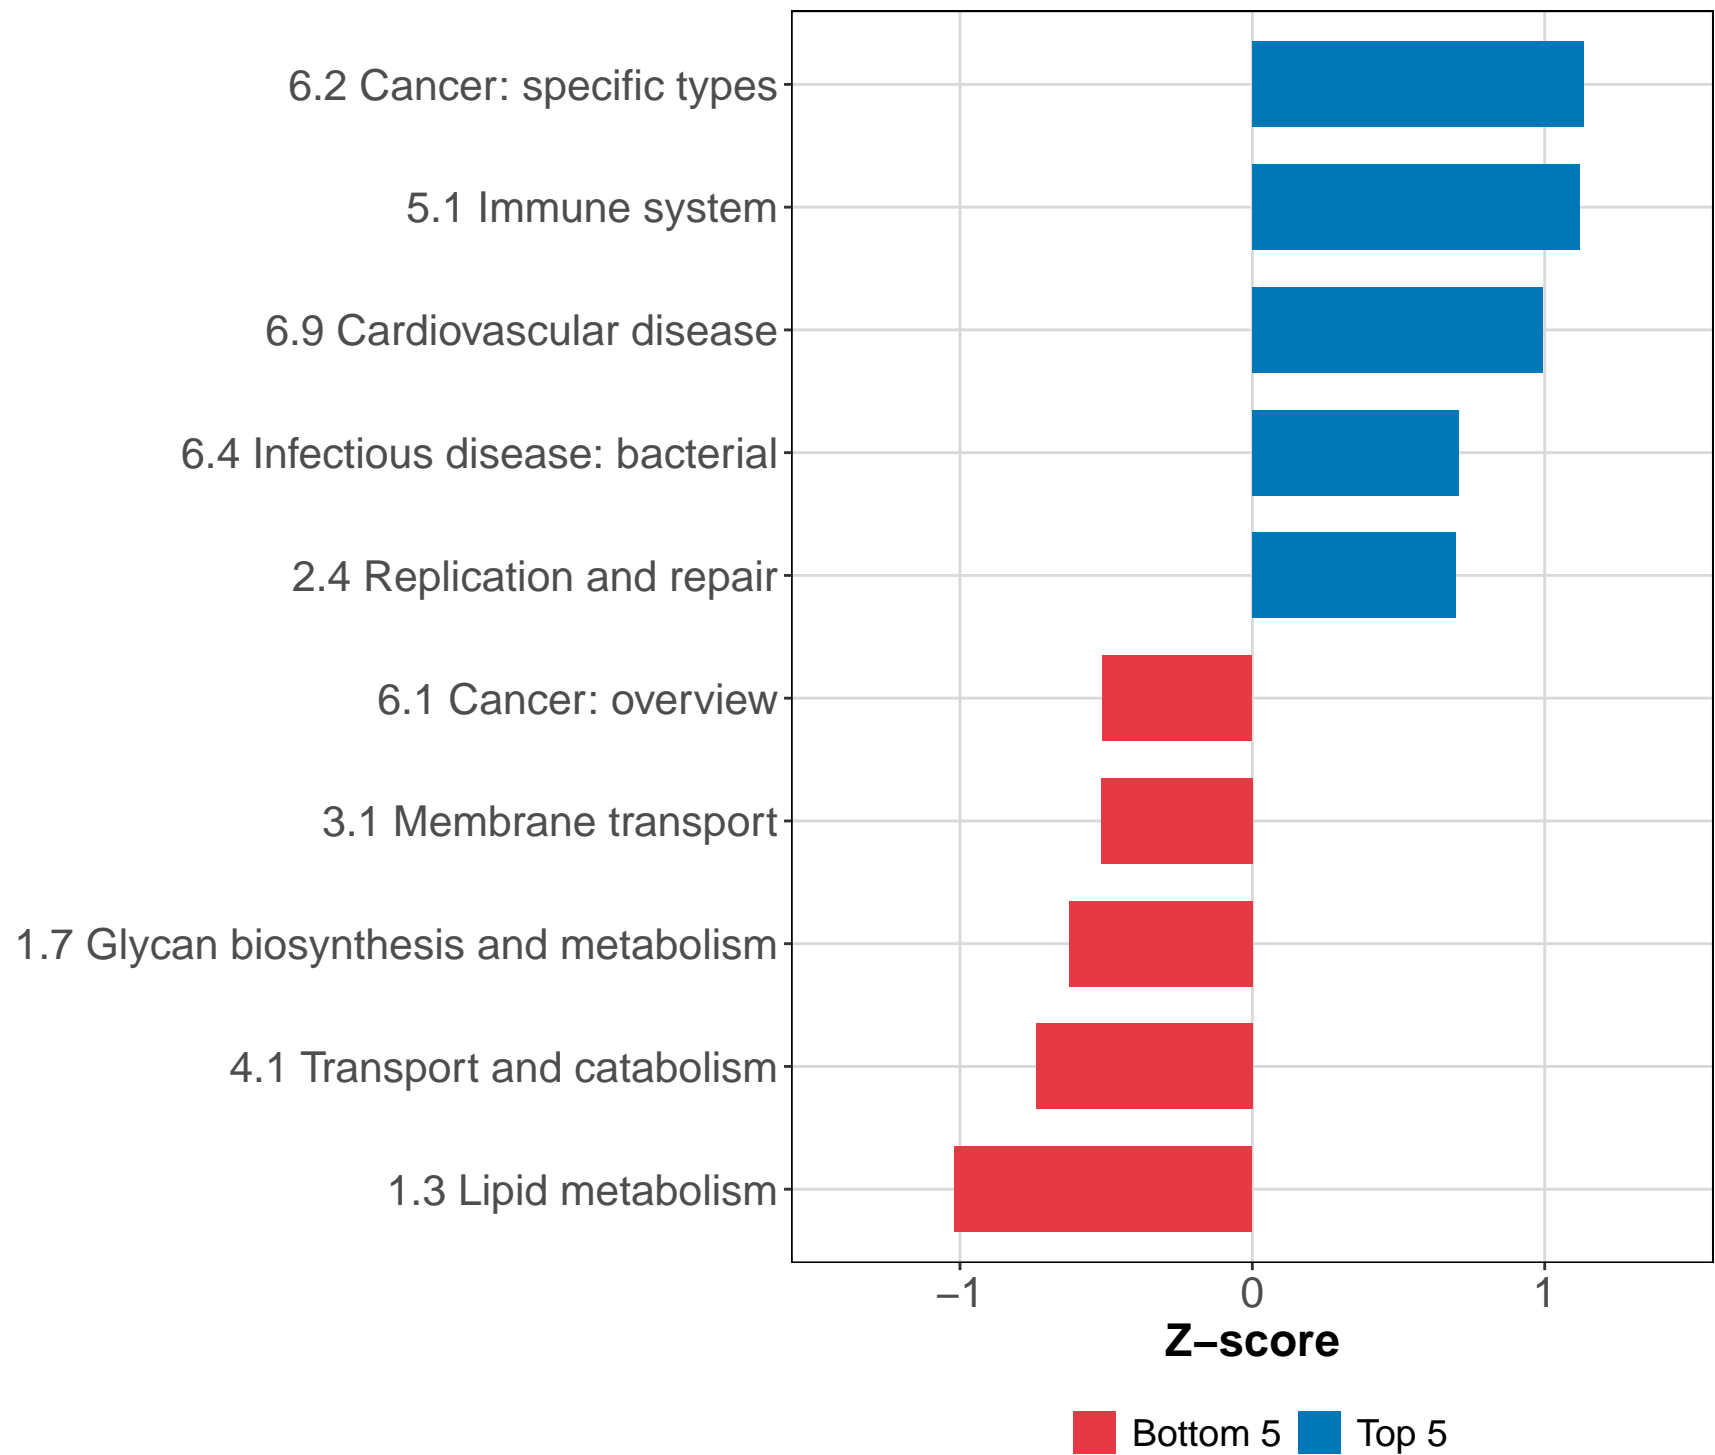 6.2 Cancer: specific types
5.1 Immune system
6.9 Cardiovascular disease
6.4 Infectious disease: bacterial
2.4 Replication and repair
6.1 Cancer: overview
3.1 Membrane transport
1.7 Glycan biosynthesis and metabolism
4.1 Transport and catabolism
1.3 Lipid metabolism
−1 0 1
Z−score
Bottom 5 Top 5